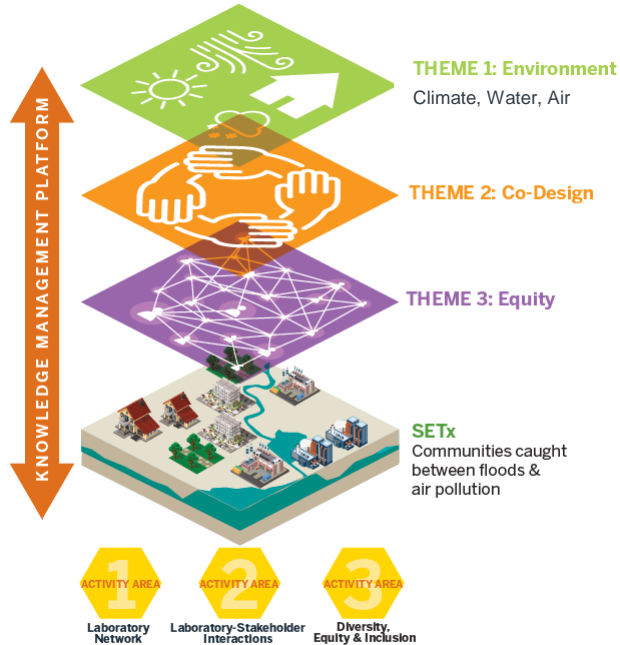 KNOWLEDGE MANAGEMENT PLATFORM
THEME 1: Environment
Climate, Water, Air
THEME 2: Co-Design
THEME 3: Equity
SETx
Communities caught
between floods &
air pollution
1
ACTIVITY AREA
Laboratory
Network
2
ACTIVITY AREA
Laboratory-Stakeholder
Interactions
3
ACTIVITY AREA
Diversity,
Equity & Inclusion